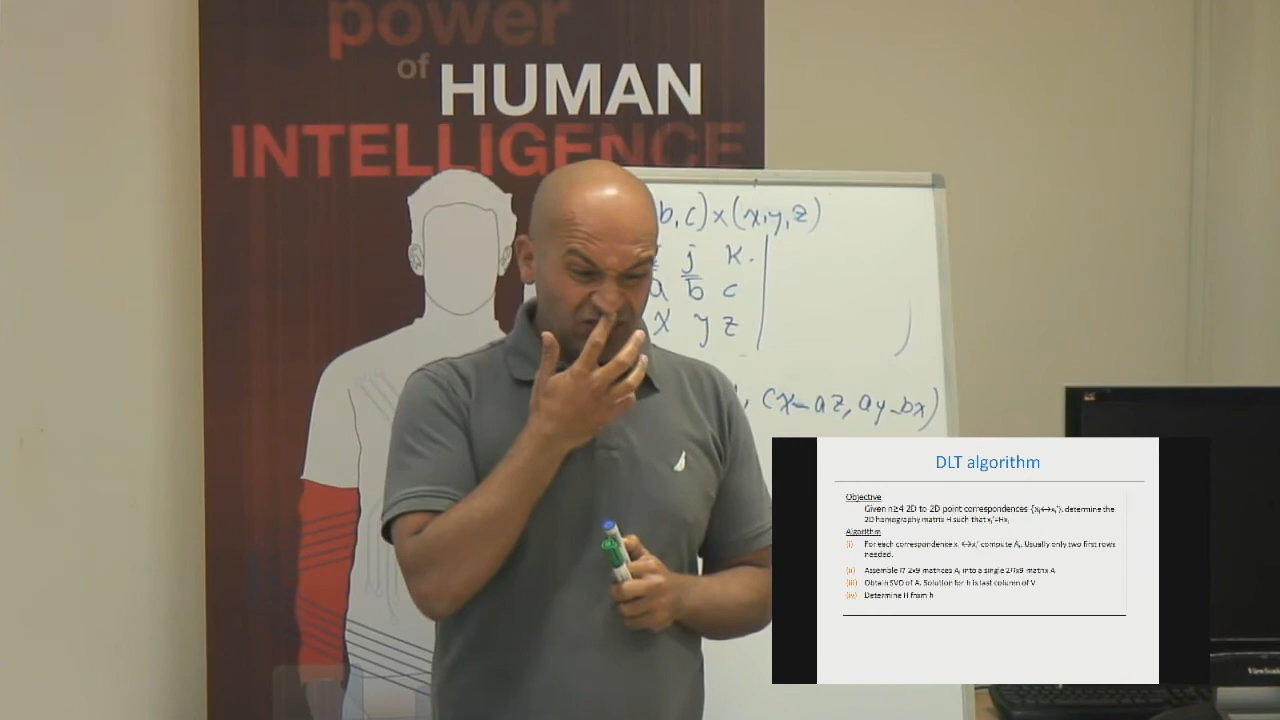 power
of HUMAN
INTELLIGENCE
b, c) x (x, y, z)
j k
a b c
x y z
, cx-az, ay-bx)
DLT algorithm
Objective
Given n≥4 2D to 2D point correspondences {xᵢ↔xᵢ'}, determine the
2D homography matrix H such that xᵢ'=Hxᵢ
Algorithm
(i) For each correspondence xᵢ ↔xᵢ' compute Aᵢ. Usually only two first rows
needed.
(ii) Assemble n 2x9 matrices Aᵢ into a single 2nx9 matrix A
(iii) Obtain SVD of A. Solution for h is last column of V
(iv) Determine H from h
ViewSonic